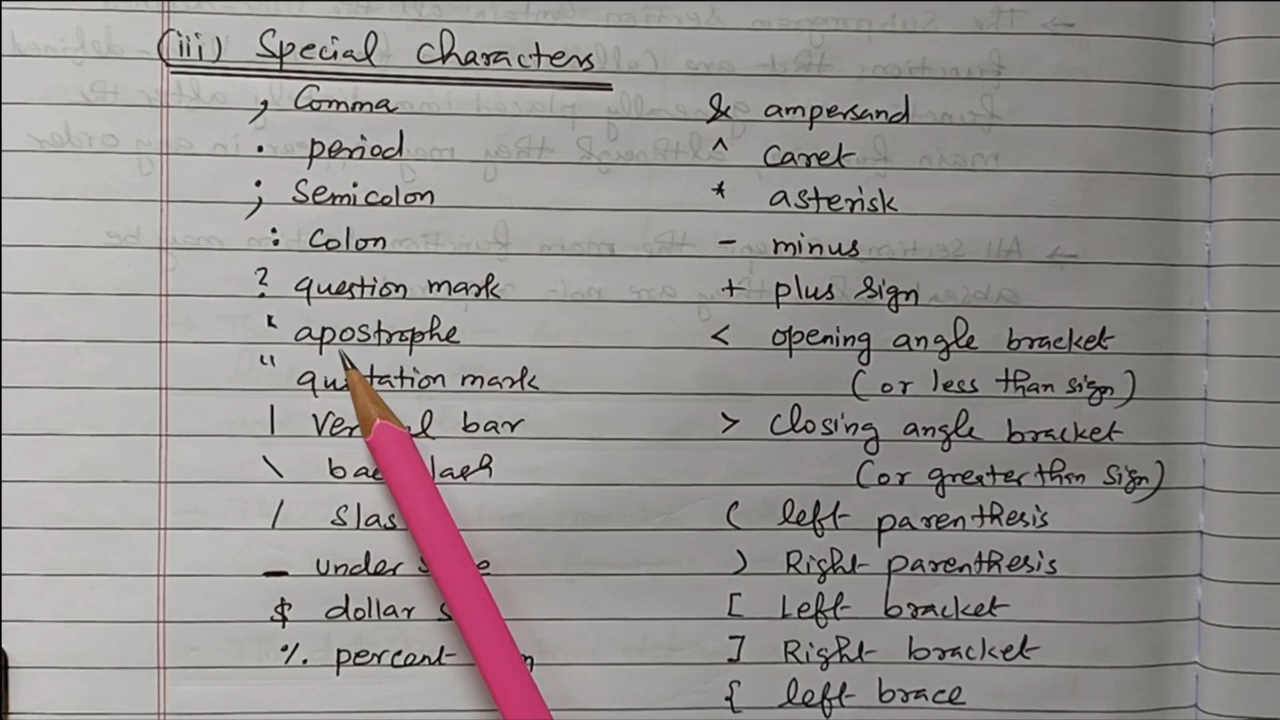 (iii) Special Characters
, Comma
. period
; Semicolon
: Colon
? question mark
' apostrophe
" mark
| bar
\
/
_
$ dollar
% percent
& ampersand
^ Caret
* asterisk
- minus
+ plus sign
< opening angle bracket
(or less than sign)
> closing angle bracket
(or greater than sign)
( left parenthesis
) Right parenthesis
[ Left bracket
] Right bracket
{ left brace